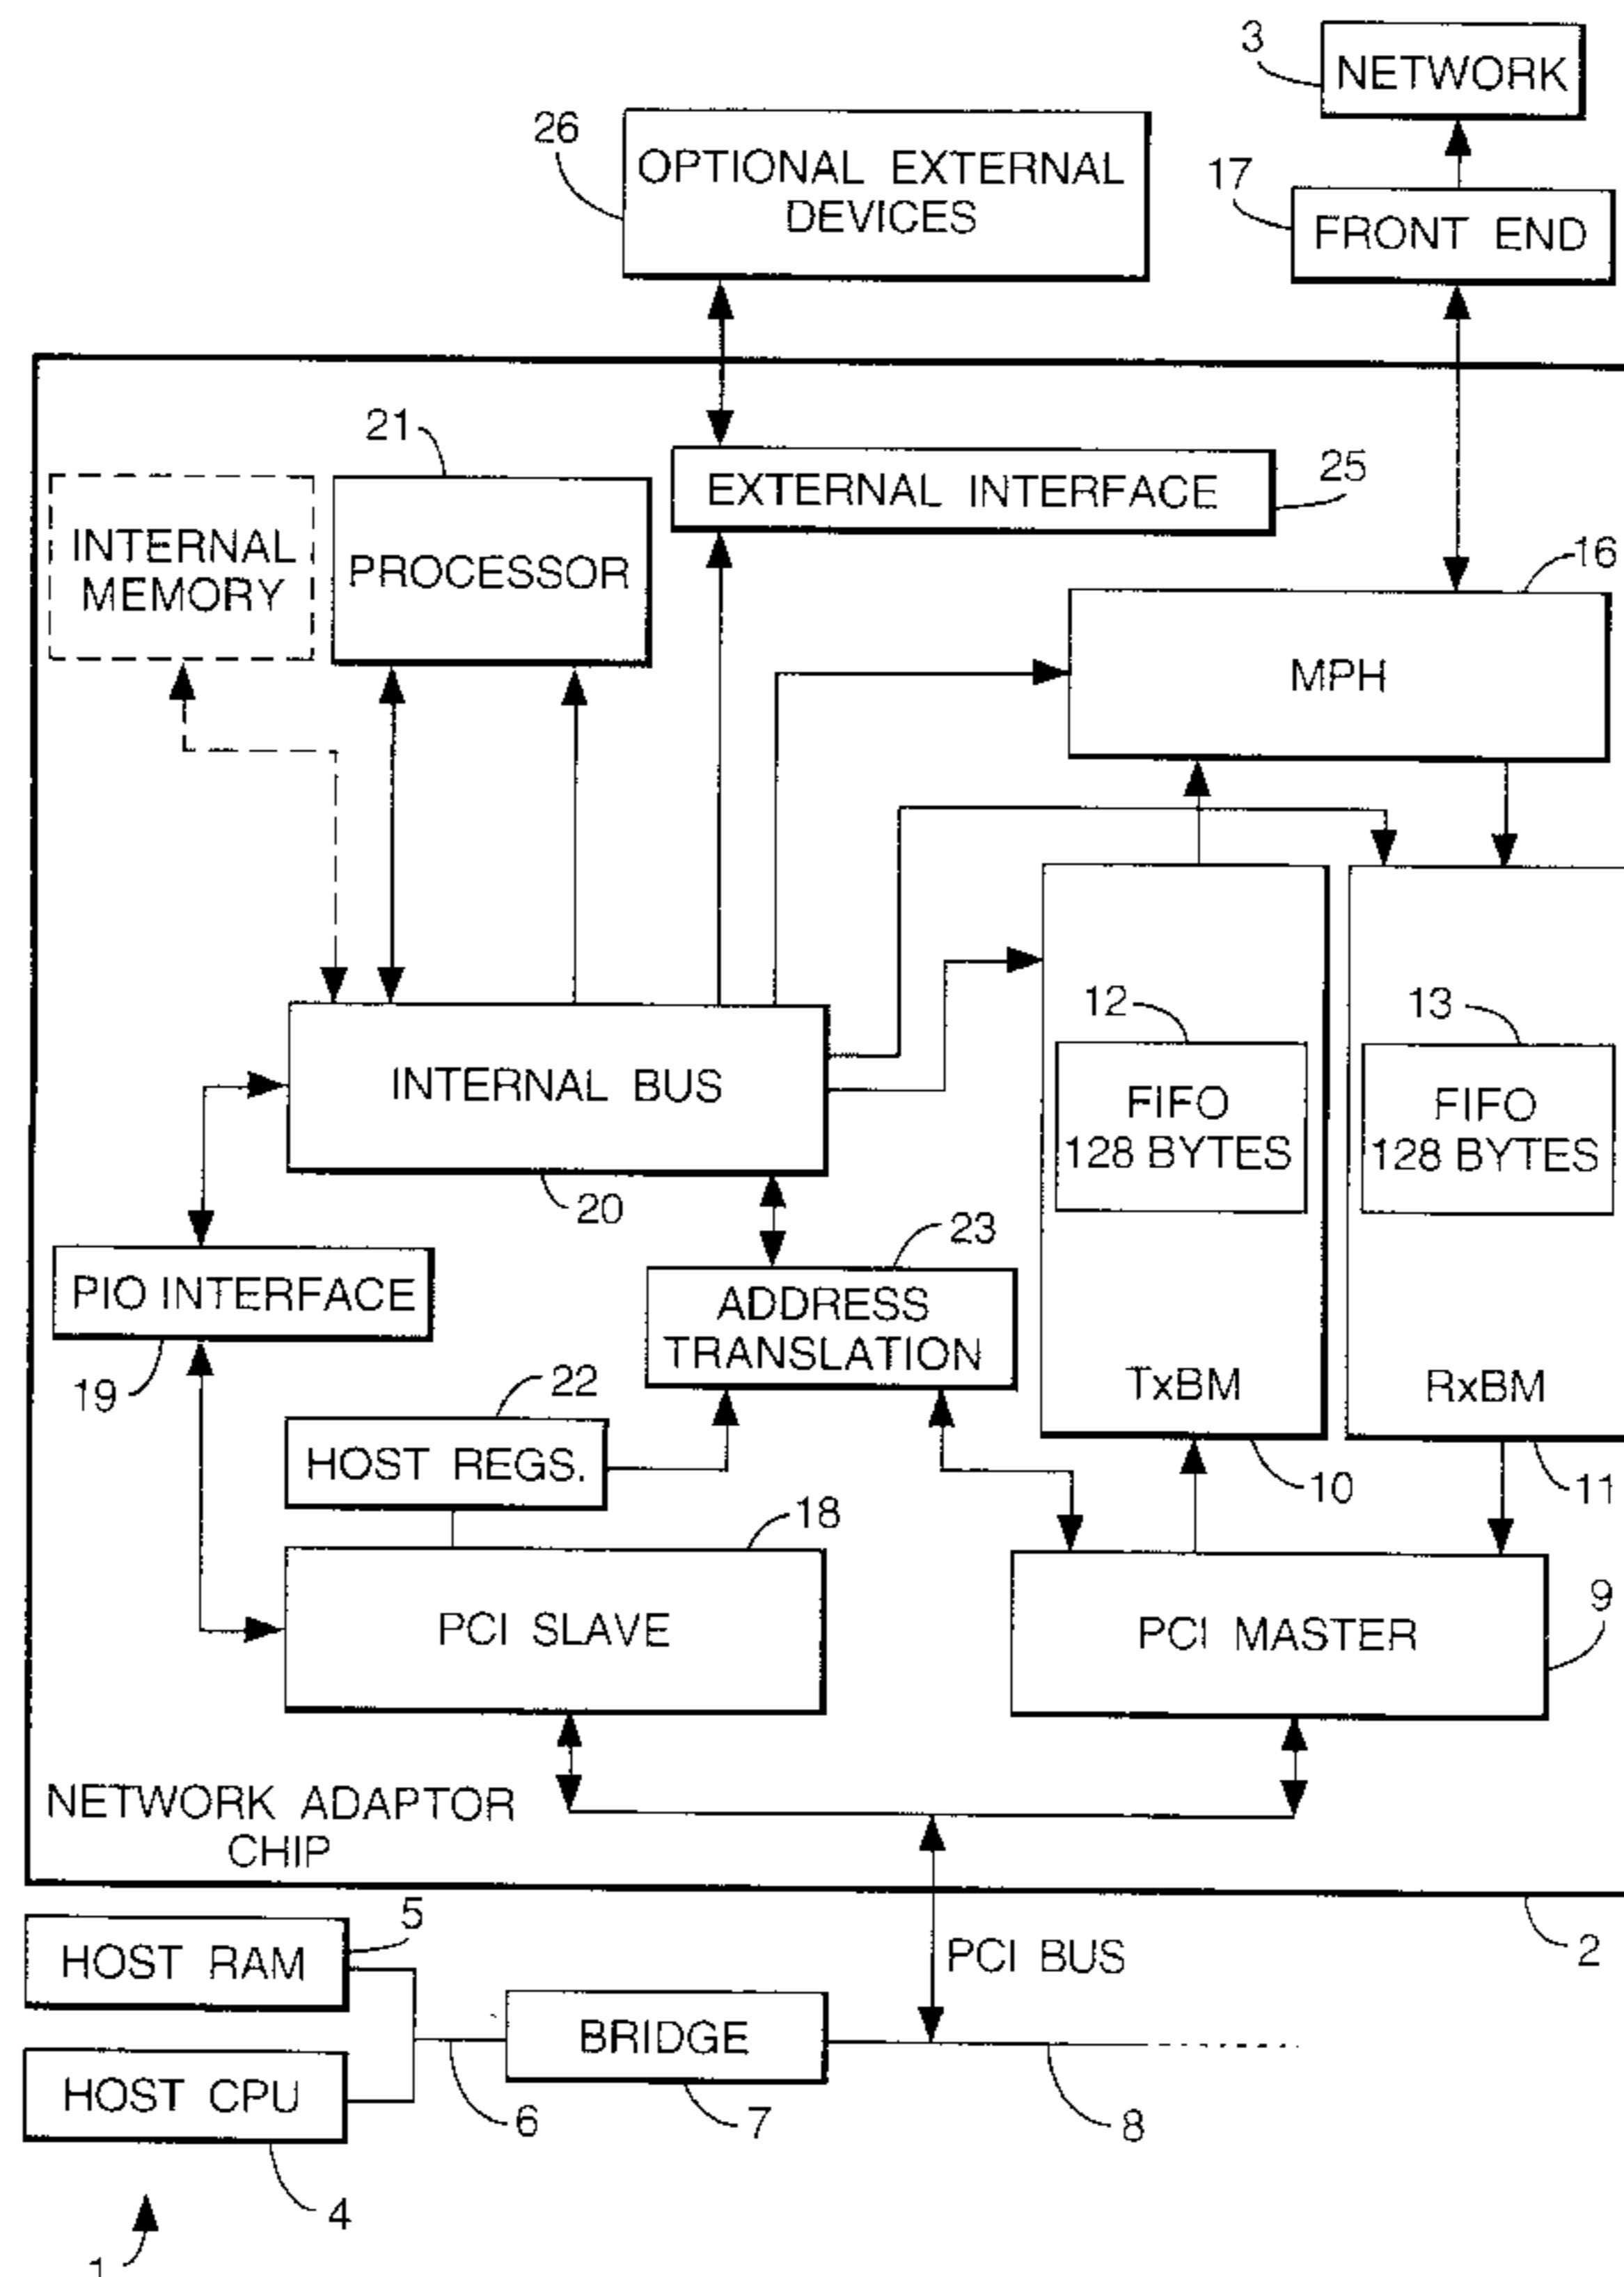 3
NETWORK
26
OPTIONAL EXTERNAL
DEVICES
17
FRONT END
21
EXTERNAL INTERFACE
25
INTERNAL
MEMORY
PROCESSOR
16
MPH
12
FIFO
128 BYTES
13
FIFO
128 BYTES
INTERNAL BUS
20
23
PIO INTERFACE
19
ADDRESS
TRANSLATION
22
HOST REGS.
TxBM
RxBM
10
11
18
PCI SLAVE
PCI MASTER
9
NETWORK ADAPTOR
CHIP
5
HOST RAM
PCI BUS
2
BRIDGE
HOST CPU
6
7
8
4
1